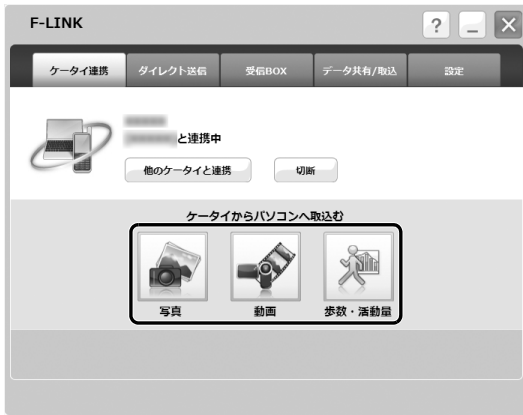 F-LINK
?
ケータイ連携 ダイレクト送信 受信BOX データ共有/取込 設定
と連携中
他のケータイと連携 切断
ケータイからパソコンへ取込む
写真 動画 歩数・活動量